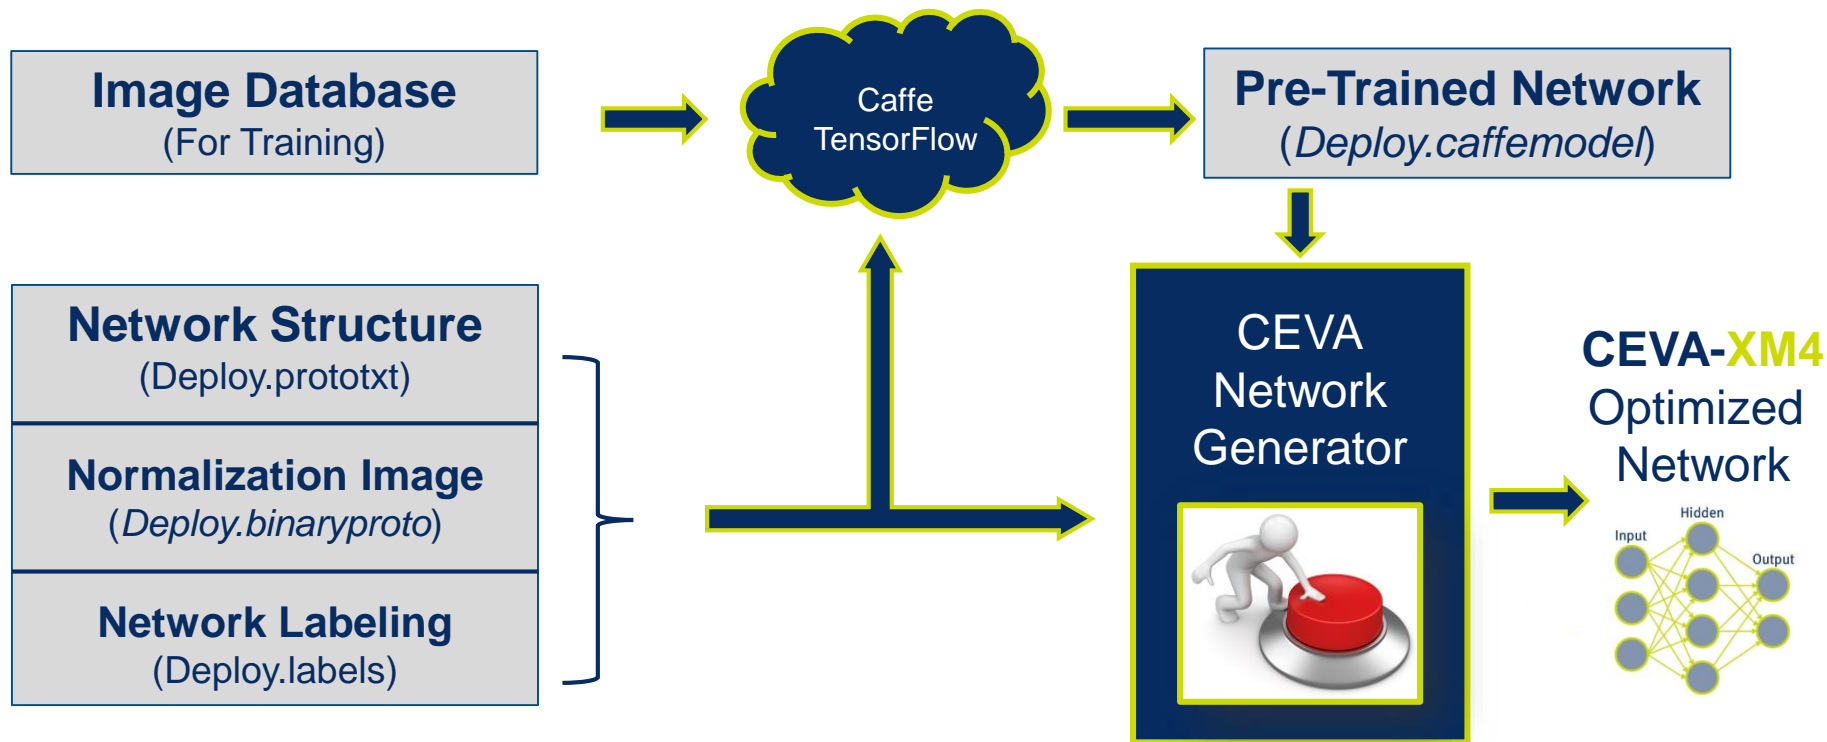 Image Database
(For Training)
Caffe
TensorFlow
Pre-Trained Network
(Deploy.caffemodel)
Network Structure
(Deploy.prototxt)
Normalization Image
(Deploy.binaryproto)
Network Labeling
(Deploy.labels)
CEVA
Network
Generator
CEVA-XM4
Optimized
Network
Hidden
Input
Output